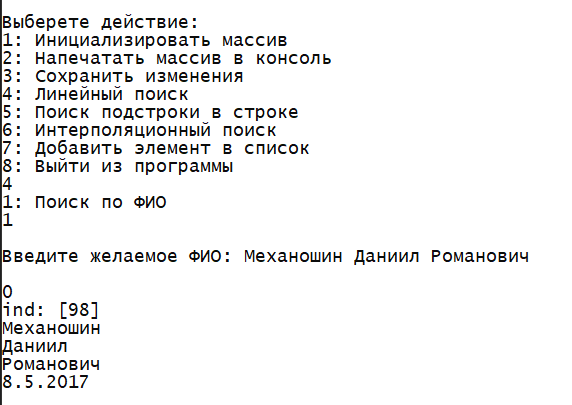 Выберете действие:
1: Инициализировать массив
2: Напечатать массив в консоль
3: Сохранить изменения
4: Линейный поиск
5: Поиск подстроки в строке
6: Интерполяционный поиск
7: Добавить элемент в список
8: Выйти из программы
4
1: Поиск по ФИО
1
Введите желаемое ФИО: Механошин Даниил Романович
0
ind: [98]
Механошин
Даниил
Романович
8.5.2017